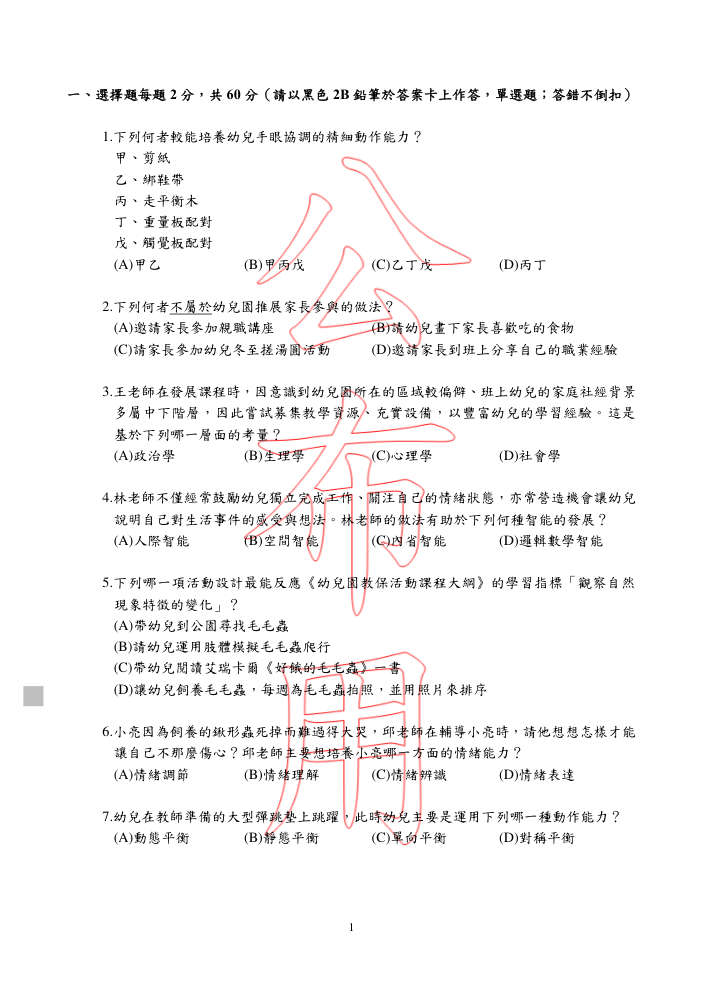 一、選擇題每題 2 分，共 60 分（請以黑色 2B 鉛筆於答案卡上作答，單選題；答錯不倒扣）
1.下列何者較能培養幼兒手眼協調的精細動作能力？
甲、剪紙
乙、綁鞋帶
丙、走平衡木
丁、重量板配對
戊、觸覺板配對
(A)甲乙 (B)甲丙戊 (C)乙丁戊 (D)丙丁
2.下列何者不屬於幼兒園推展家長參與的做法？
(A)邀請家長參加親職講座 (B)請幼兒畫下家長喜歡吃的食物
(C)請家長參加幼兒冬至搓湯圓活動 (D)邀請家長到班上分享自己的職業經驗
3.王老師在發展課程時，因意識到幼兒園所在的區域較偏僻、班上幼兒的家庭社經背景
多屬中下階層，因此嘗試募集教學資源、充實設備，以豐富幼兒的學習經驗。這是
基於下列哪一層面的考量？
(A)政治學 (B)生理學 (C)心理學 (D)社會學
4.林老師不僅經常鼓勵幼兒獨立完成工作、關注自己的情緒狀態，亦常營造機會讓幼兒
說明自己對生活事件的感受與想法。林老師的做法有助於下列何種智能的發展？
(A)人際智能 (B)空間智能 (C)內省智能 (D)邏輯數學智能
5.下列哪一項活動設計最能反應《幼兒園教保活動課程大綱》的學習指標「觀察自然
現象特徵的變化」？
(A)帶幼兒到公園尋找毛毛蟲
(B)請幼兒運用肢體模擬毛毛蟲爬行
(C)帶幼兒閱讀艾瑞卡爾《好餓的毛毛蟲》一書
(D)讓幼兒飼養毛毛蟲，每週為毛毛蟲拍照，並用照片來排序
6.小亮因為飼養的鍬形蟲死掉而難過得大哭，邱老師在輔導小亮時，請他想想怎樣才能
讓自己不那麼傷心？邱老師主要想培養小亮哪一方面的情緒能力？
(A)情緒調節 (B)情緒理解 (C)情緒辨識 (D)情緒表達
7.幼兒在教師準備的大型彈跳墊上跳躍，此時幼兒主要是運用下列哪一種動作能力？
(A)動態平衡 (B)靜態平衡 (C)單向平衡 (D)對稱平衡
公布用
1